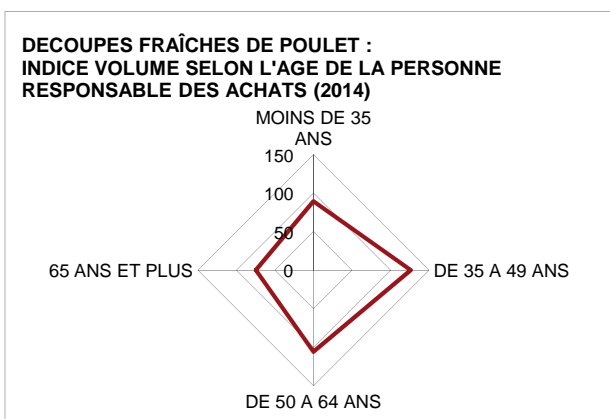 DECOUPES FRAÎCHES DE POULET :
INDICE VOLUME SELON L'AGE DE LA PERSONNE
RESPONSABLE DES ACHATS (2014)
MOINS DE 35
ANS
150
100
50
0
65 ANS ET PLUS
DE 35 A 49 ANS
DE 50 A 64 ANS